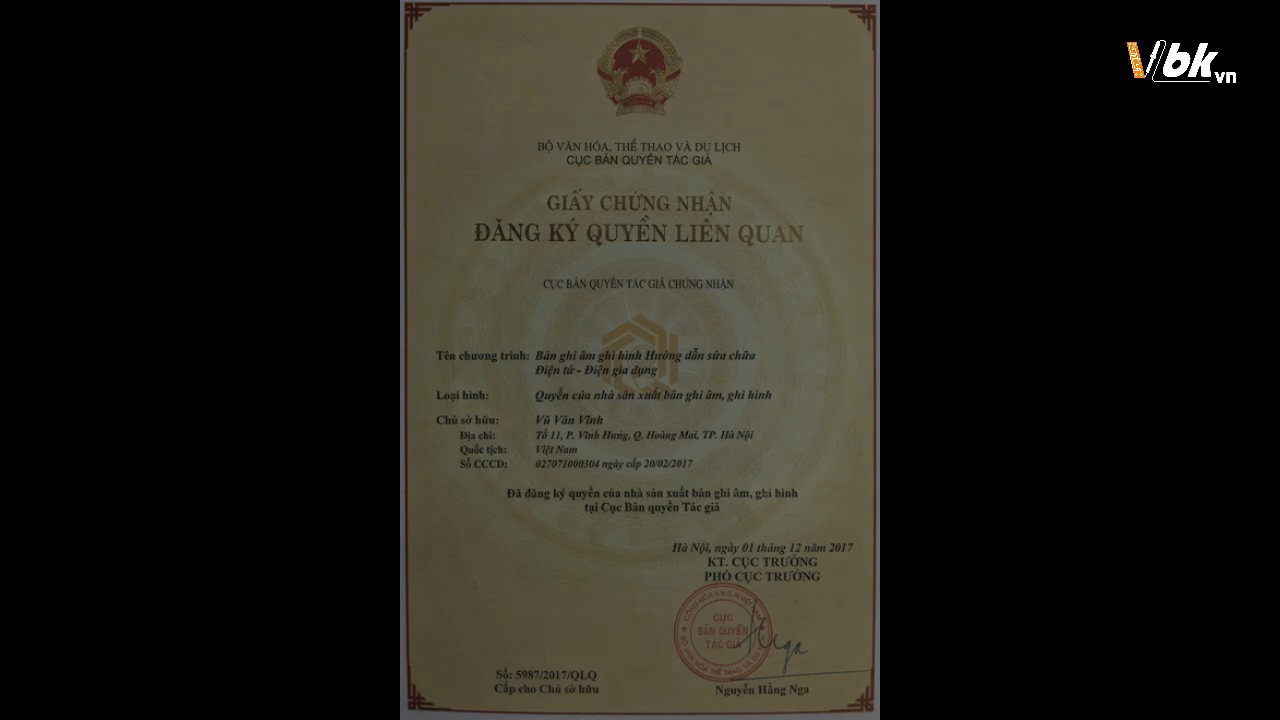 Vbk.vn
BỘ VĂN HÓA, THỂ THAO VÀ DU LỊCH
CỤC BẢN QUYỀN TÁC GIẢ
GIẤY CHỨNG NHẬN
ĐĂNG KÝ QUYỀN LIÊN QUAN
CỤC BẢN QUYỀN TÁC GIẢ CHỨNG NHẬN
Tên chương trình: Bản ghi âm ghi hình Hướng dẫn sửa chữa
Điện tử - Điện gia dụng
Loại hình: Quyền của nhà sản xuất bản ghi âm, ghi hình
Chủ sở hữu: Vũ Văn Vĩnh
Địa chỉ: Tổ 11, P. Vĩnh Hưng, Q. Hoàng Mai, TP. Hà Nội
Quốc tịch: Việt Nam
Số CCCD: 027071000304 ngày cấp 20/02/2017
Đã đăng ký quyền của nhà sản xuất bản ghi âm, ghi hình
tại Cục Bản quyền Tác giả
Hà Nội, ngày 01 tháng 12 năm 2017
KT. CỤC TRƯỞNG
PHÓ CỤC TRƯỞNG
CỤC
BẢN QUYỀN
TÁC GIẢ
Nga
Số: 5987/2017/QLQ
Cấp cho Chủ sở hữu
Nguyễn Hằng Nga